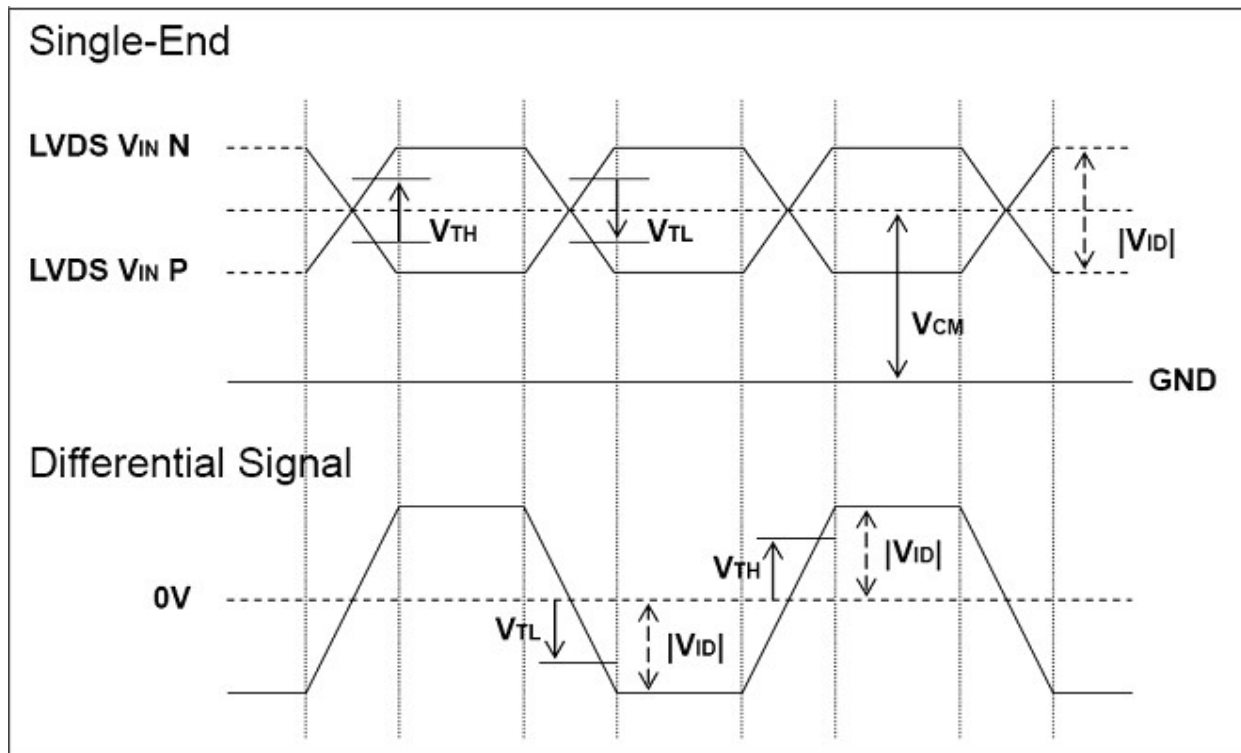 Single-End
LVDS VIN N
VTH
VTL
|VID|
LVDS VIN P
VCM
GND
Differential Signal
VTH
|VID|
0V
VTL
|VID|